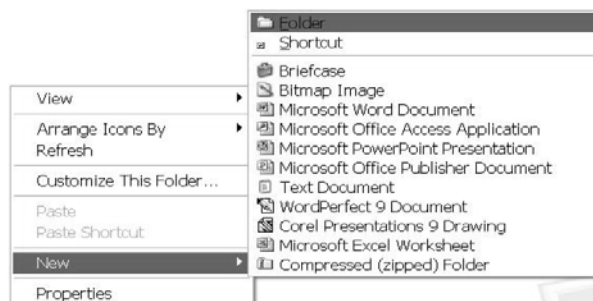 View
Arrange Icons By
Refresh
Customize This Folder...
Paste
Paste Shortcut
New
Properties
Folder
Shortcut
Briefcase
Bitmap Image
Microsoft Word Document
Microsoft Office Access Application
Microsoft PowerPoint Presentation
Microsoft Office Publisher Document
Text Document
WordPerfect 9 Document
Corel Presentations 9 Drawing
Microsoft Excel Worksheet
Compressed (zipped) Folder